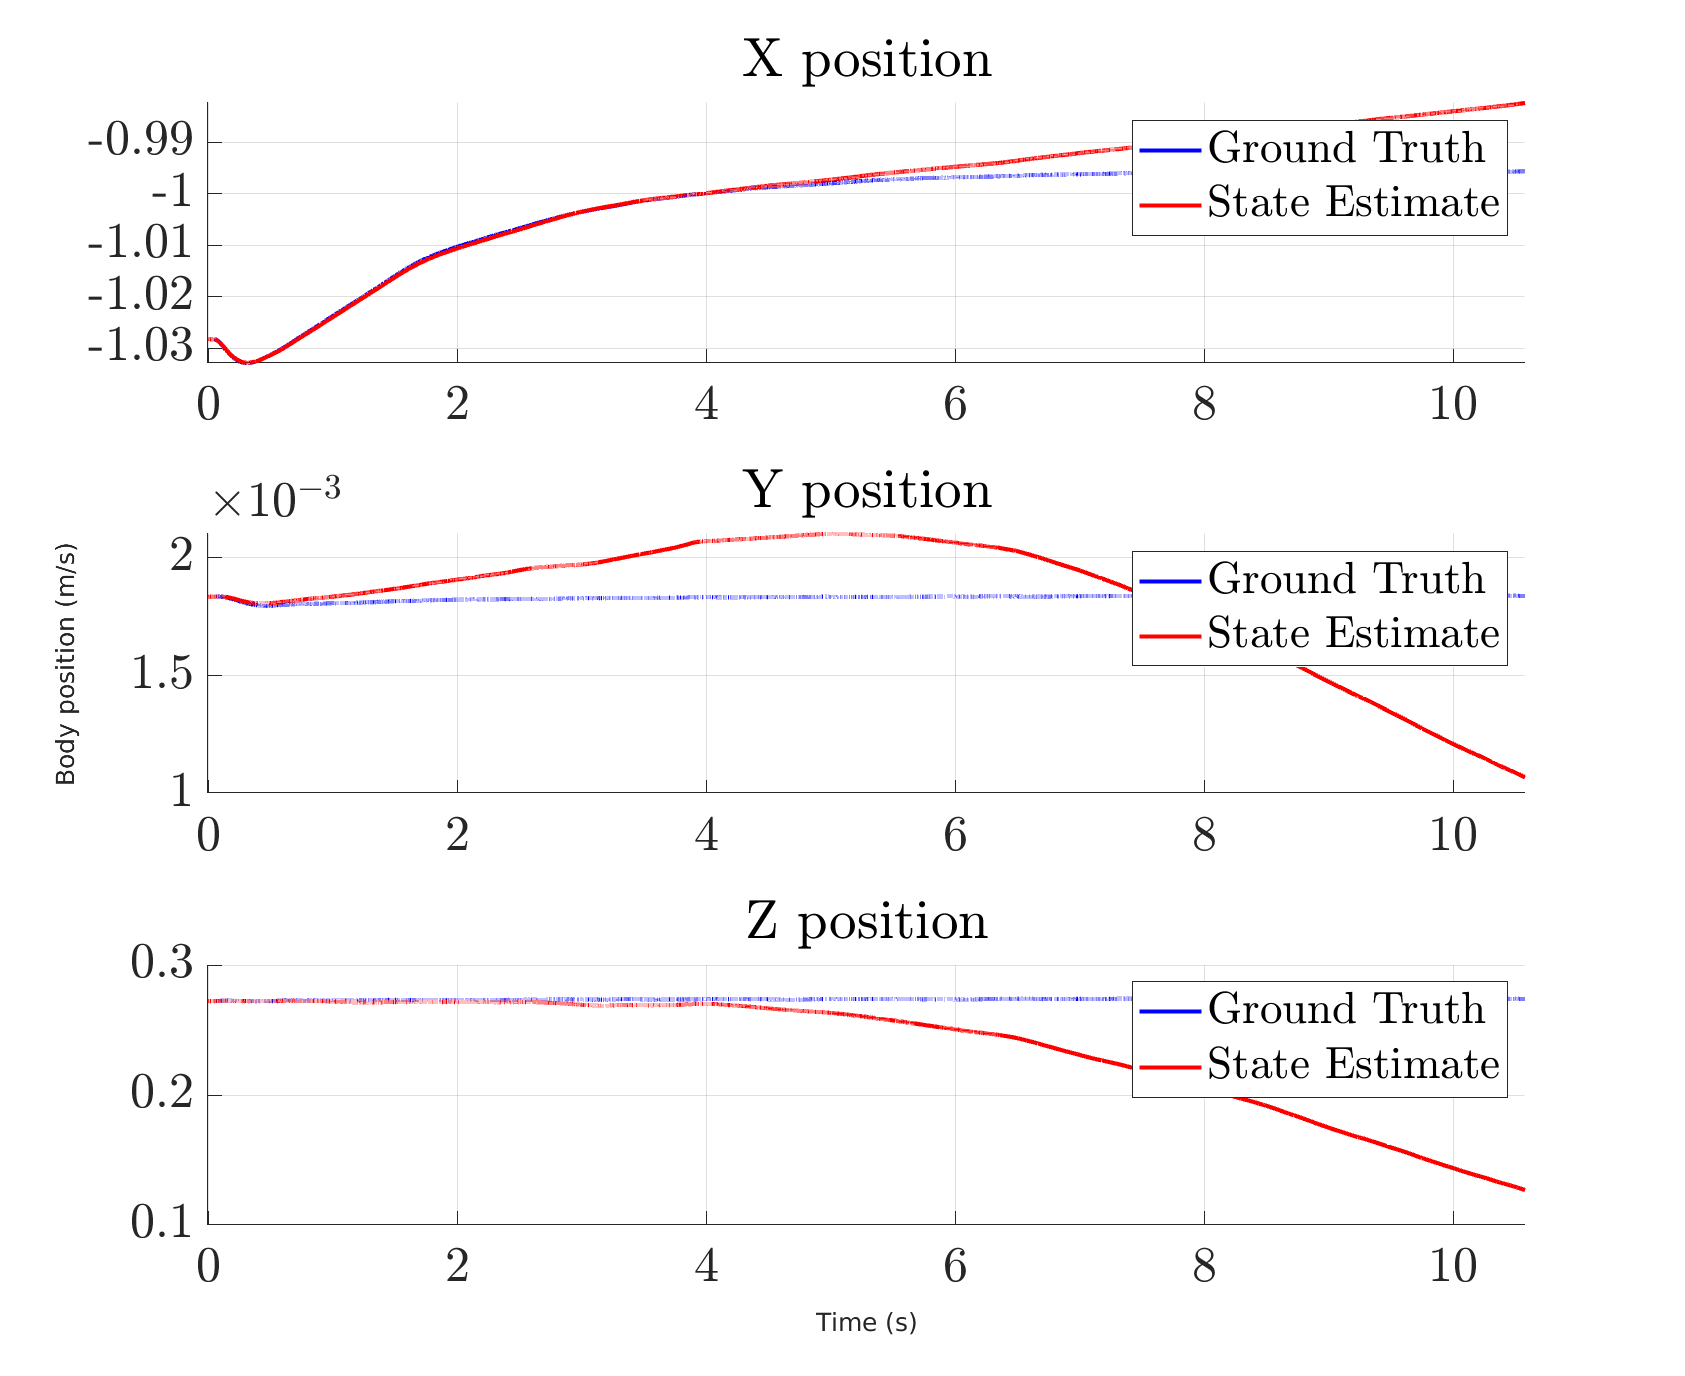 X position
-0.99
-1
-1.01
-1.02
-1.03
Ground Truth
State Estimate
0 2 4 6 8 10
Y position
×10⁻³
2
1.5
1
Body position (m/s)
Ground Truth
State Estimate
0 2 4 6 8 10
Z position
0.3
0.2
0.1
Ground Truth
State Estimate
0 2 4 6 8 10
Time (s)